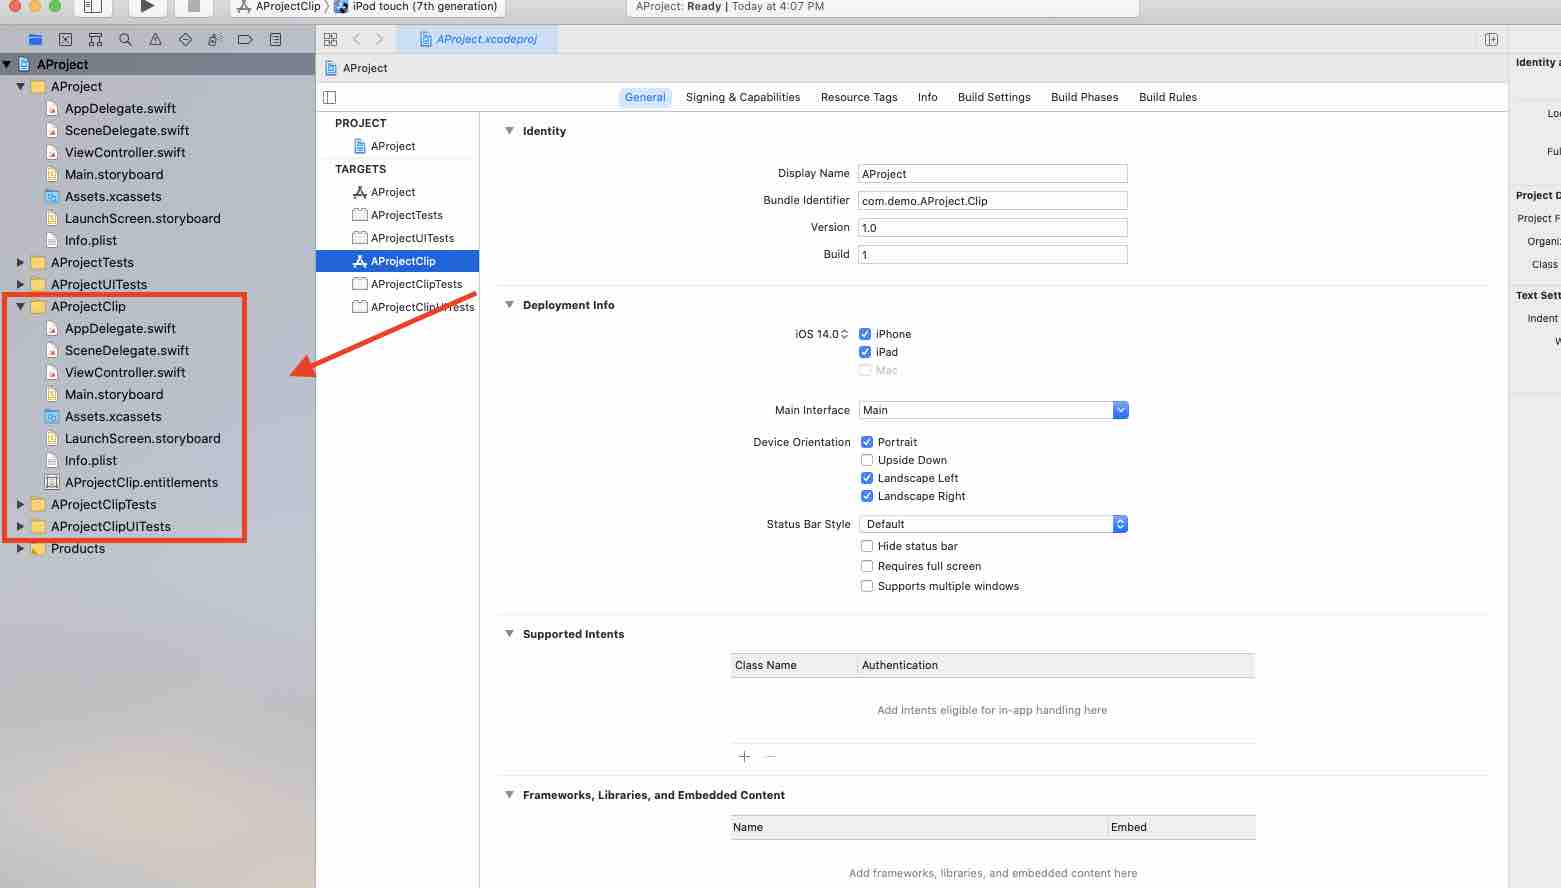 AProjectClip 〉 iPod touch (7th generation)
AProject: Ready | Today at 4:07 PM
AProject
AProject
AppDelegate.swift
SceneDelegate.swift
ViewController.swift
Main.storyboard
Assets.xcassets
LaunchScreen.storyboard
Info.plist
AProjectTests
AProjectUITests
AProjectClip
AppDelegate.swift
SceneDelegate.swift
ViewController.swift
Main.storyboard
Assets.xcassets
LaunchScreen.storyboard
Info.plist
AProjectClip.entitlements
AProjectClipTests
AProjectClipUITests
Products
AProject.xcodeproj
AProject
General Signing & Capabilities Resource Tags Info Build Settings Build Phases Build Rules
PROJECT
AProject
TARGETS
AProject
AProjectTests
AProjectUITests
AProjectClip
AProjectClipTests
AProjectClipUITests
Identity
Display Name AProject
Bundle Identifier com.demo.AProject.Clip
Version 1.0
Build 1
Deployment Info
iOS 14.0 iPhone
iPad
Mac
Main Interface Main
Device Orientation Portrait
Upside Down
Landscape Left
Landscape Right
Status Bar Style Default
Hide status bar
Requires full screen
Supports multiple windows
Supported Intents
Class Name Authentication
Add intents eligible for in-app handling here
Frameworks, Libraries, and Embedded Content
Name Embed
Add frameworks, libraries, and embedded content here
Identity a
Loc
Ful
Project D
Project F
Organiz
Class
Text Sett
Indent
W